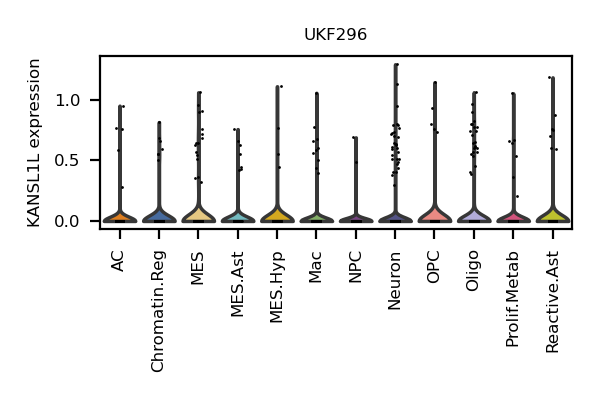 UKF296
KANSL1L expression
1.0
0.5
0.0
AC
Chromatin.Reg
MES
MES.Ast
MES.Hyp
Mac
NPC
Neuron
OPC
Oligo
Prolif.Metab
Reactive.Ast